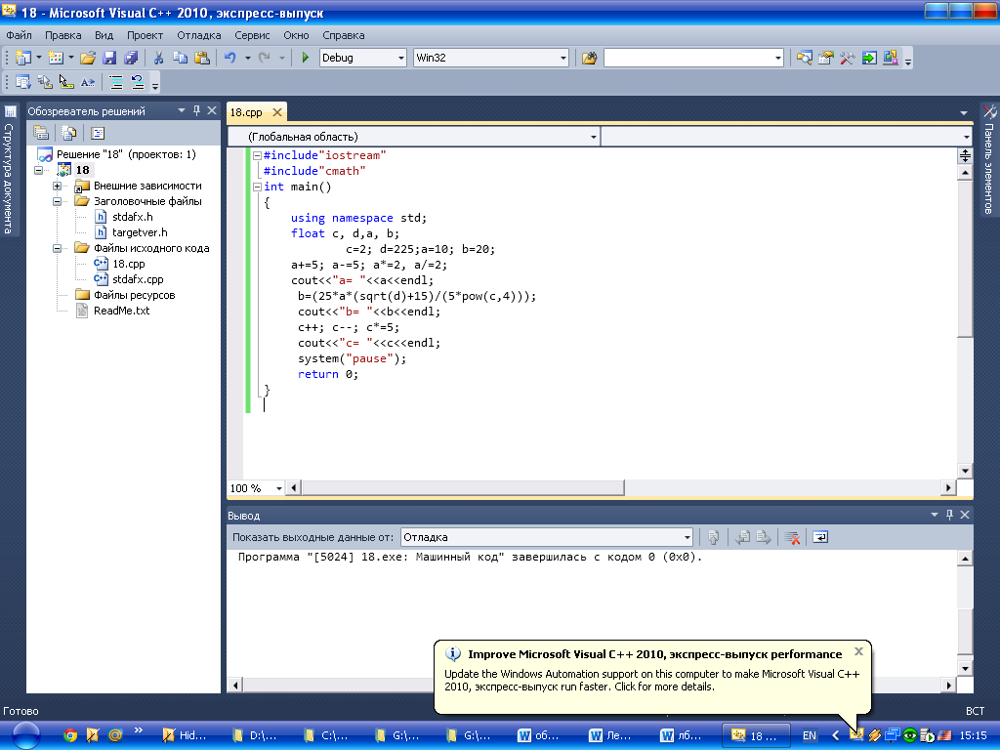 18 - Microsoft Visual C++ 2010, экспресс-выпуск
Файл Правка Вид Проект Отладка Сервис Окно Справка
Debug Win32
Структура документа
Обозреватель решений
Решение "18" (проектов: 1)
18
Внешние зависимости
Заголовочные файлы
stdafx.h
targetver.h
Файлы исходного кода
18.cpp
stdafx.cpp
Файлы ресурсов
ReadMe.txt
18.cpp
(Глобальная область)
#include"iostream"
#include"cmath"
int main()
{
using namespace std;
float c, d,a, b;
c=2; d=225;a=10; b=20;
a+=5; a-=5; a*=2, a/=2;
cout<<"a= "<<a<<endl;
b=(25*a*(sqrt(d)+15)/(5*pow(c,4)));
cout<<"b= "<<b<<endl;
c++; c--; c*=5;
cout<<"c= "<<c<<endl;
system("pause");
return 0;
}
100 %
Панель элементов
Вывод
Показать выходные данные от: Отладка
Программа "[5024] 18.exe: Машинный код" завершилась с кодом 0 (0x0).
Improve Microsoft Visual C++ 2010, экспресс-выпуск performance
Update the Windows Automation support on this computer to make Microsoft Visual C++
2010, экспресс-выпуск run faster. Click for more details.
Готово ВСТ
Hid... D:\... C:\... G:\... G:\... об... Ле... лб... 18 ... EN 15:15